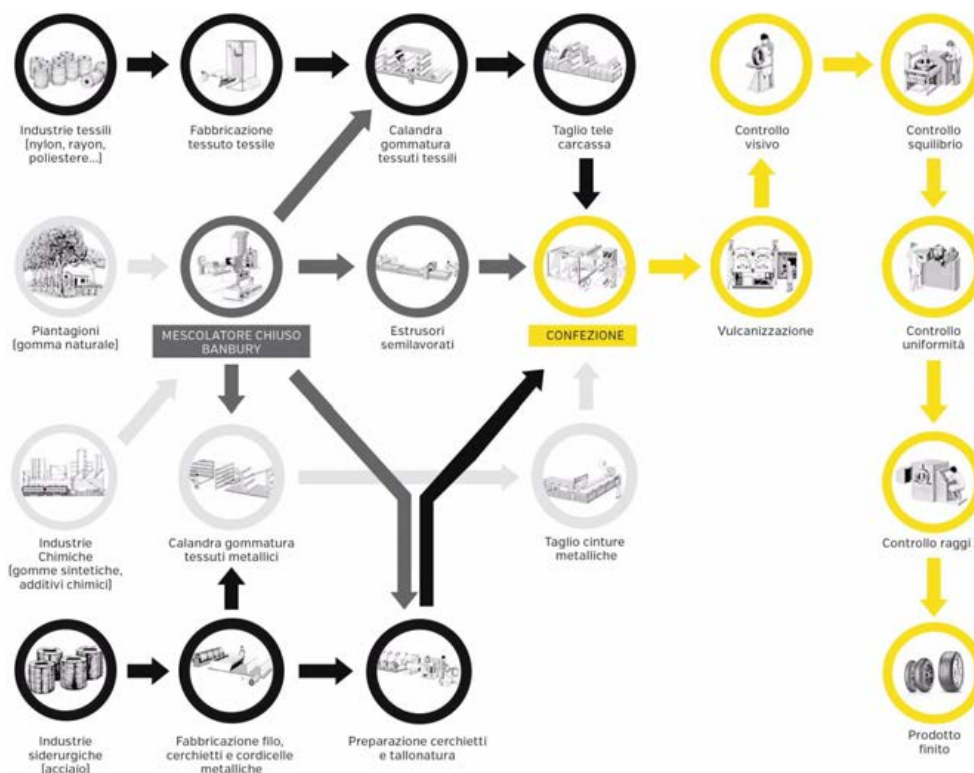 Industrie tessili
[nylon, rayon,
poliestere...]
Fabbricazione
tessuto tessile
Calandra
gommatura
tessuti tessili
Taglio tele
carcassa
Controllo
visivo
Controllo
squilibrio
Plantagioni
[gomma naturale]
MESCOLATORE CHIUSO
BANBURY
Estrusori
semilavorati
CONFEZIONE
Vulcanizzazione
Controllo
uniformità
Industrie
Chimiche
[gomme sintetiche,
additivi chimici]
Calandra gommatura
tessuti metallici
Taglio cinture
metalliche
Controllo raggi x
Industrie
siderurgiche
[acciaio]
Fabbricazione filo,
cerchietti e cordicelle
metalliche
Preparazione cerchietti
e tallonatura
Prodotto
finito